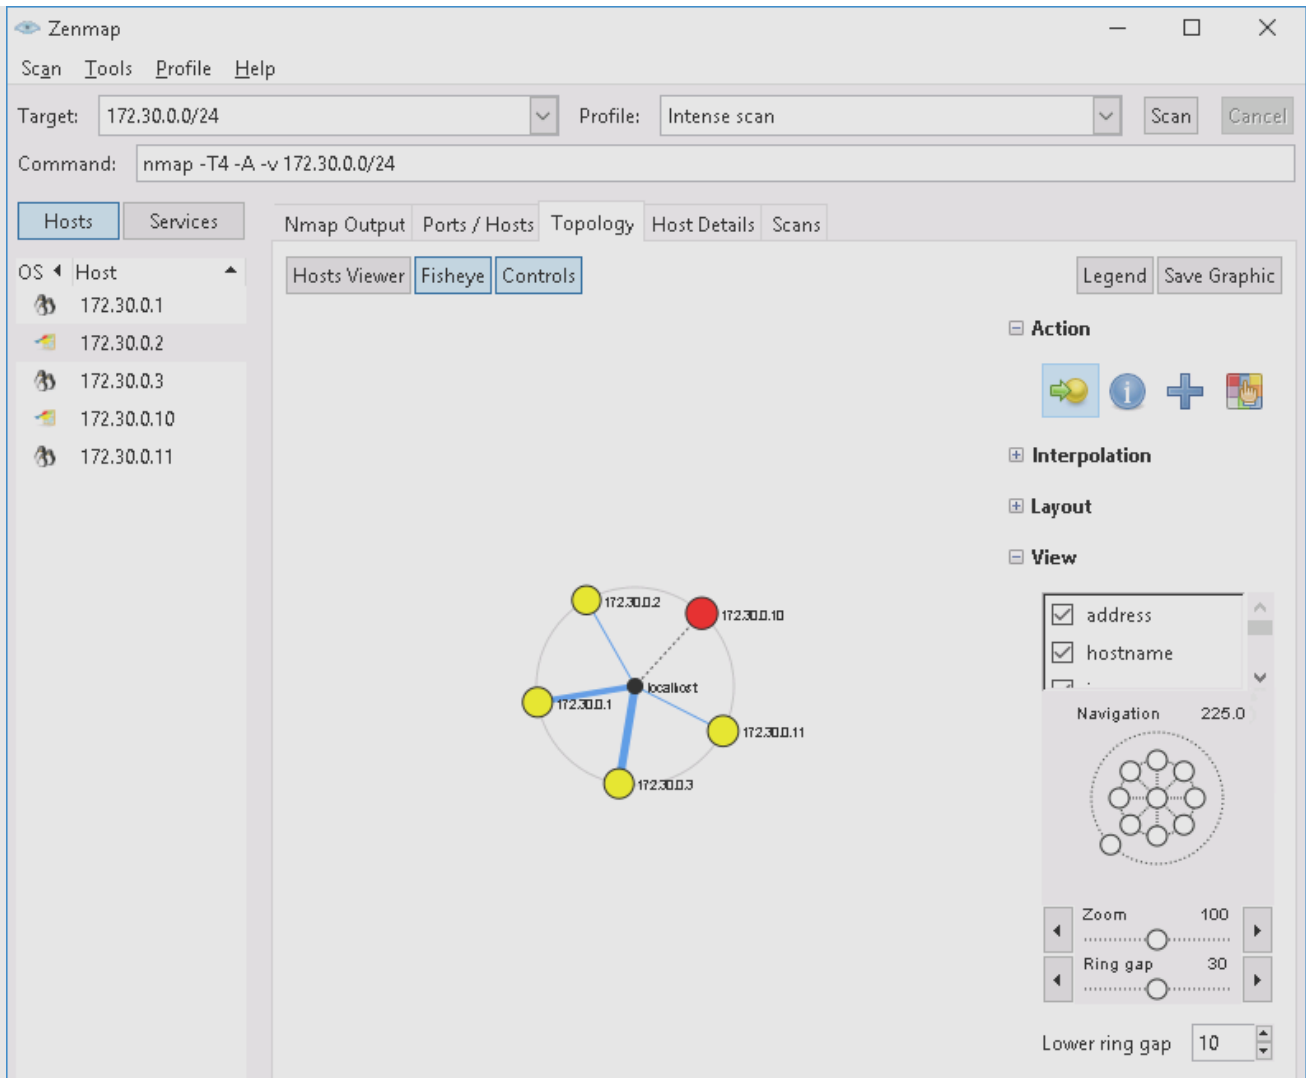 Zenmap
Scan Tools Profile Help
Target: 172.30.0.0/24 Profile: Intense scan Scan Cancel
Command: nmap -T4 -A -v 172.30.0.0/24
Hosts Services
Nmap Output Ports / Hosts Topology Host Details Scans
OS Host
172.30.0.1
172.30.0.2
172.30.0.3
172.30.0.10
172.30.0.11
Hosts Viewer Fisheye Controls Legend Save Graphic
Action
Interpolation
Layout
View
172.30.0.2
172.30.0.10
localhost
172.30.0.1
172.30.0.11
172.30.0.3
address
hostname
Navigation 225.0
Zoom 100
Ring gap 30
Lower ring gap 10